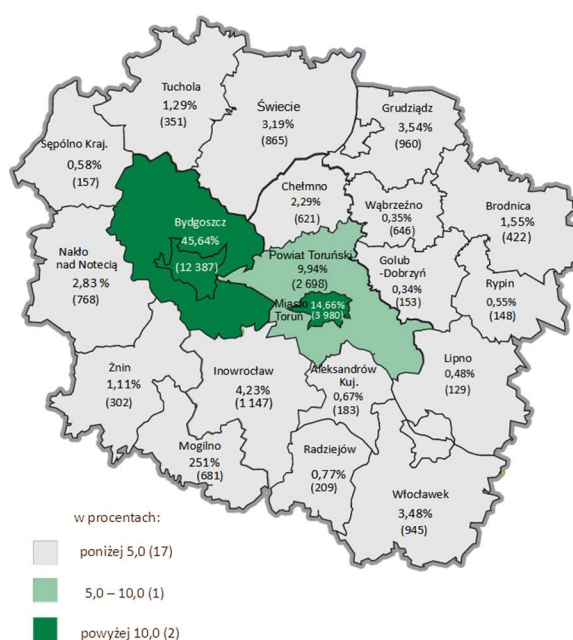 Tuchola
1,29%
(351)
Świecie
3,19%
(865)
Grudziądz
3,54%
(960)
Sępólno Kraj.
0,58%
(157)
Chełmno
2,29%
(621)
Wąbrzeźno
0,35%
(646)
Brodnica
1,55%
(422)
Bydgoszcz
45,64%
(12 387)
Nakło
nad Notecią
2,83 %
(768)
Powiat Toruński
9,94%
(2 698)
Golub
-Dobrzyń
0,34%
(153)
Rypin
0,55%
(148)
Miasto
Toruń
14,66%
(3 980)
Żnin
1,11%
(302)
Inowrocław
4,23%
(1 147)
Aleksandrów
Kuj.
0,67%
(183)
Lipno
0,48%
(129)
Mogilno
251%
(681)
Radziejów
0,77%
(209)
Włocławek
3,48%
(945)
w procentach:
poniżej 5,0 (17)
5,0 – 10,0 (1)
powyżej 10,0 (2)